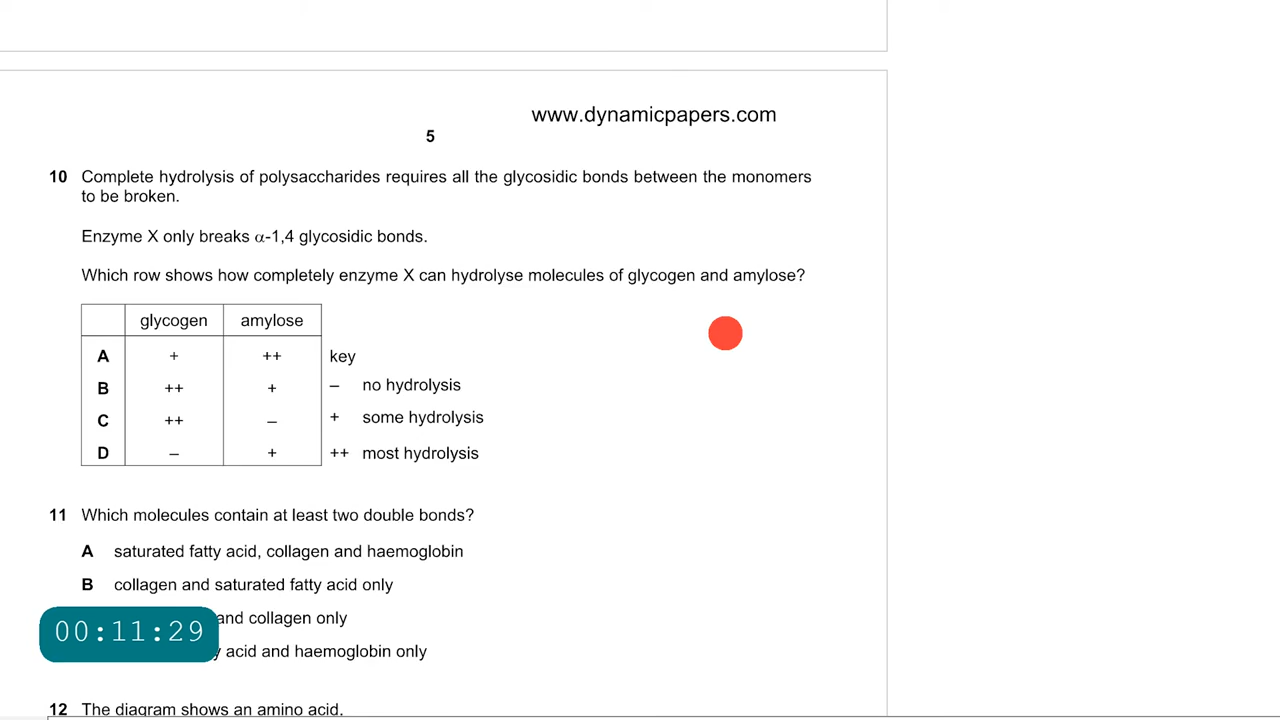 www.dynamicpapers.com
5
10 Complete hydrolysis of polysaccharides requires all the glycosidic bonds between the monomers
to be broken.
Enzyme X only breaks α-1,4 glycosidic bonds.
Which row shows how completely enzyme X can hydrolyse molecules of glycogen and amylose?
glycogen amylose
A + ++ key
B ++ + – no hydrolysis
C ++ – + some hydrolysis
D – + ++ most hydrolysis
11 Which molecules contain at least two double bonds?
A saturated fatty acid, collagen and haemoglobin
B collagen and saturated fatty acid only
and collagen only
acid and haemoglobin only
00:11:29
12 The diagram shows an amino acid.